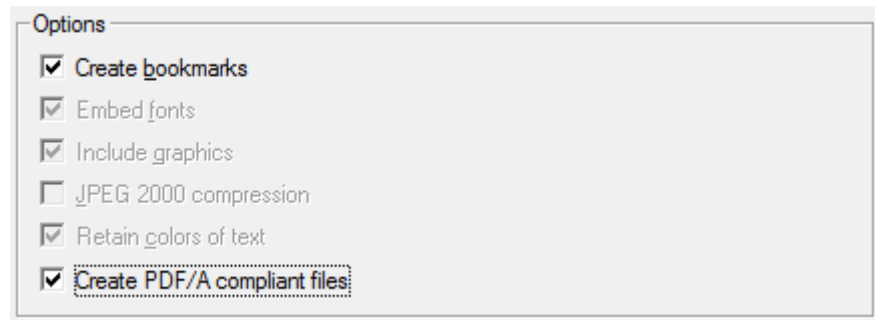 Options
Create bookmarks
Embed fonts
Include graphics
JPEG 2000 compression
Retain colors of text
Create PDF/A compliant files